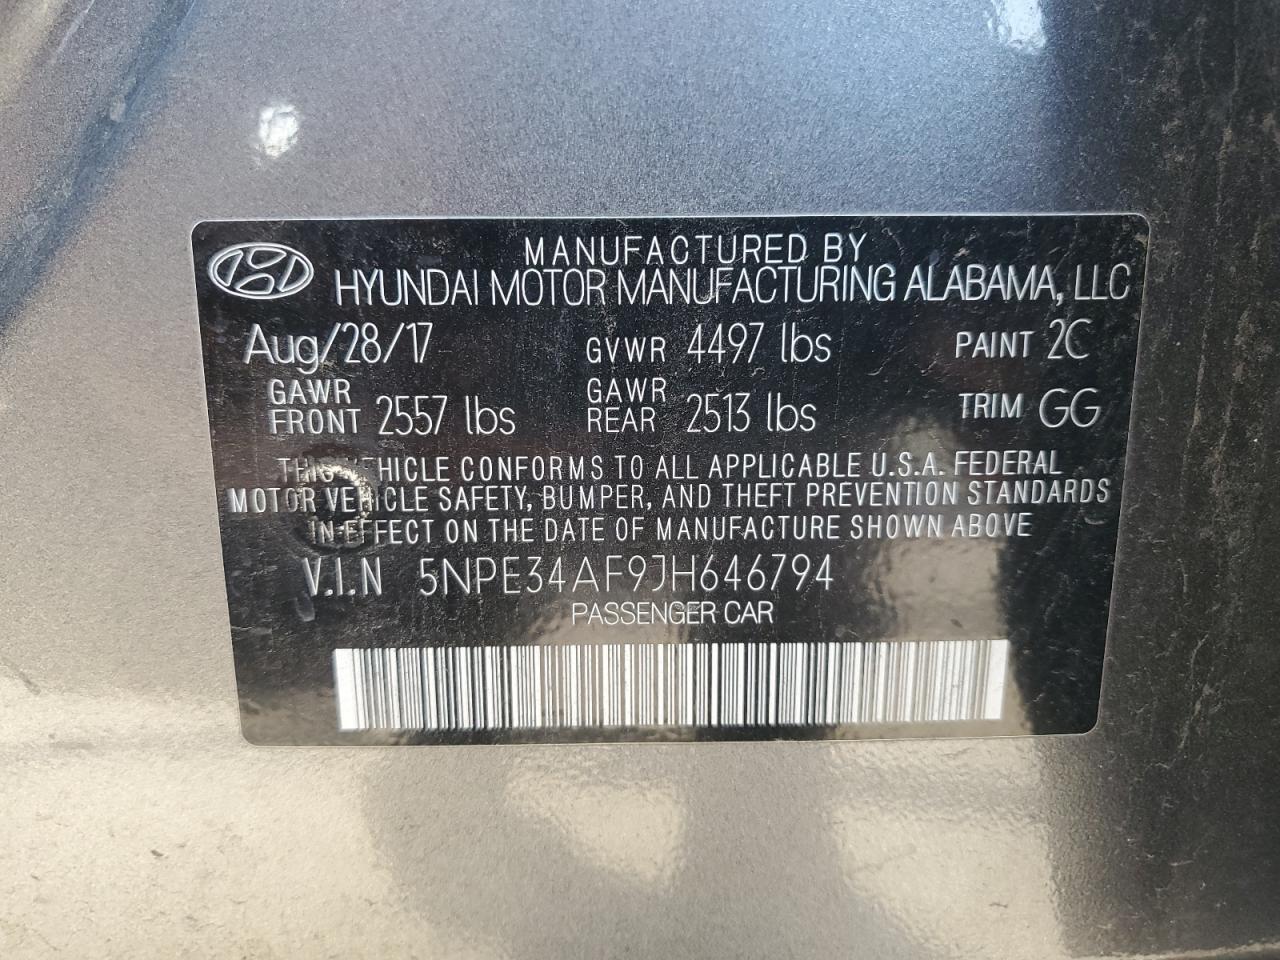 MANUFACTURED BY
HYUNDAI MOTOR MANUFACTURING ALABAMA, LLC
Aug/28/17 GVWR 4497 lbs PAINT 2C
GAWR FRONT 2557 lbs GAWR REAR 2513 lbs TRIM GG
THIS VEHICLE CONFORMS TO ALL APPLICABLE U.S.A. FEDERAL
MOTOR VEHICLE SAFETY, BUMPER, AND THEFT PREVENTION STANDARDS
IN EFFECT ON THE DATE OF MANUFACTURE SHOWN ABOVE
V.I.N 5NPE34AF9JH646794
PASSENGER CAR